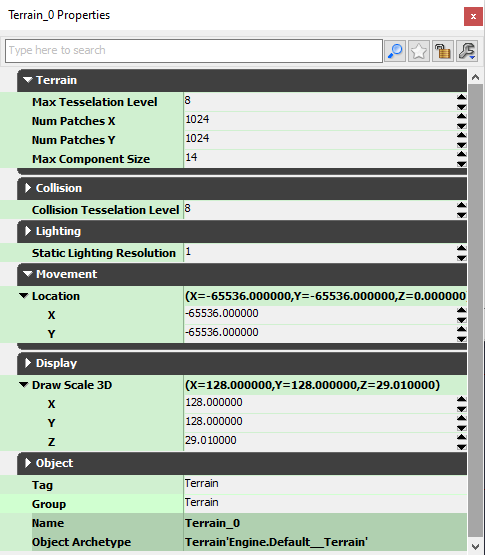 Terrain_0 Properties
x
Type here to search
Terrain
Max Tesselation Level 8
Num Patches X 1024
Num Patches Y 1024
Max Component Size 14
Collision
Collision Tesselation Level 8
Lighting
Static Lighting Resolution 1
Movement
Location (X=-65536.000000,Y=-65536.000000,Z=0.000000
X -65536.000000
Y -65536.000000
Display
Draw Scale 3D (X=128.000000,Y=128.000000,Z=29.010000)
X 128.000000
Y 128.000000
Z 29.010000
Object
Tag Terrain
Group Terrain
Name Terrain_0
Object Archetype Terrain'Engine.Default__Terrain'